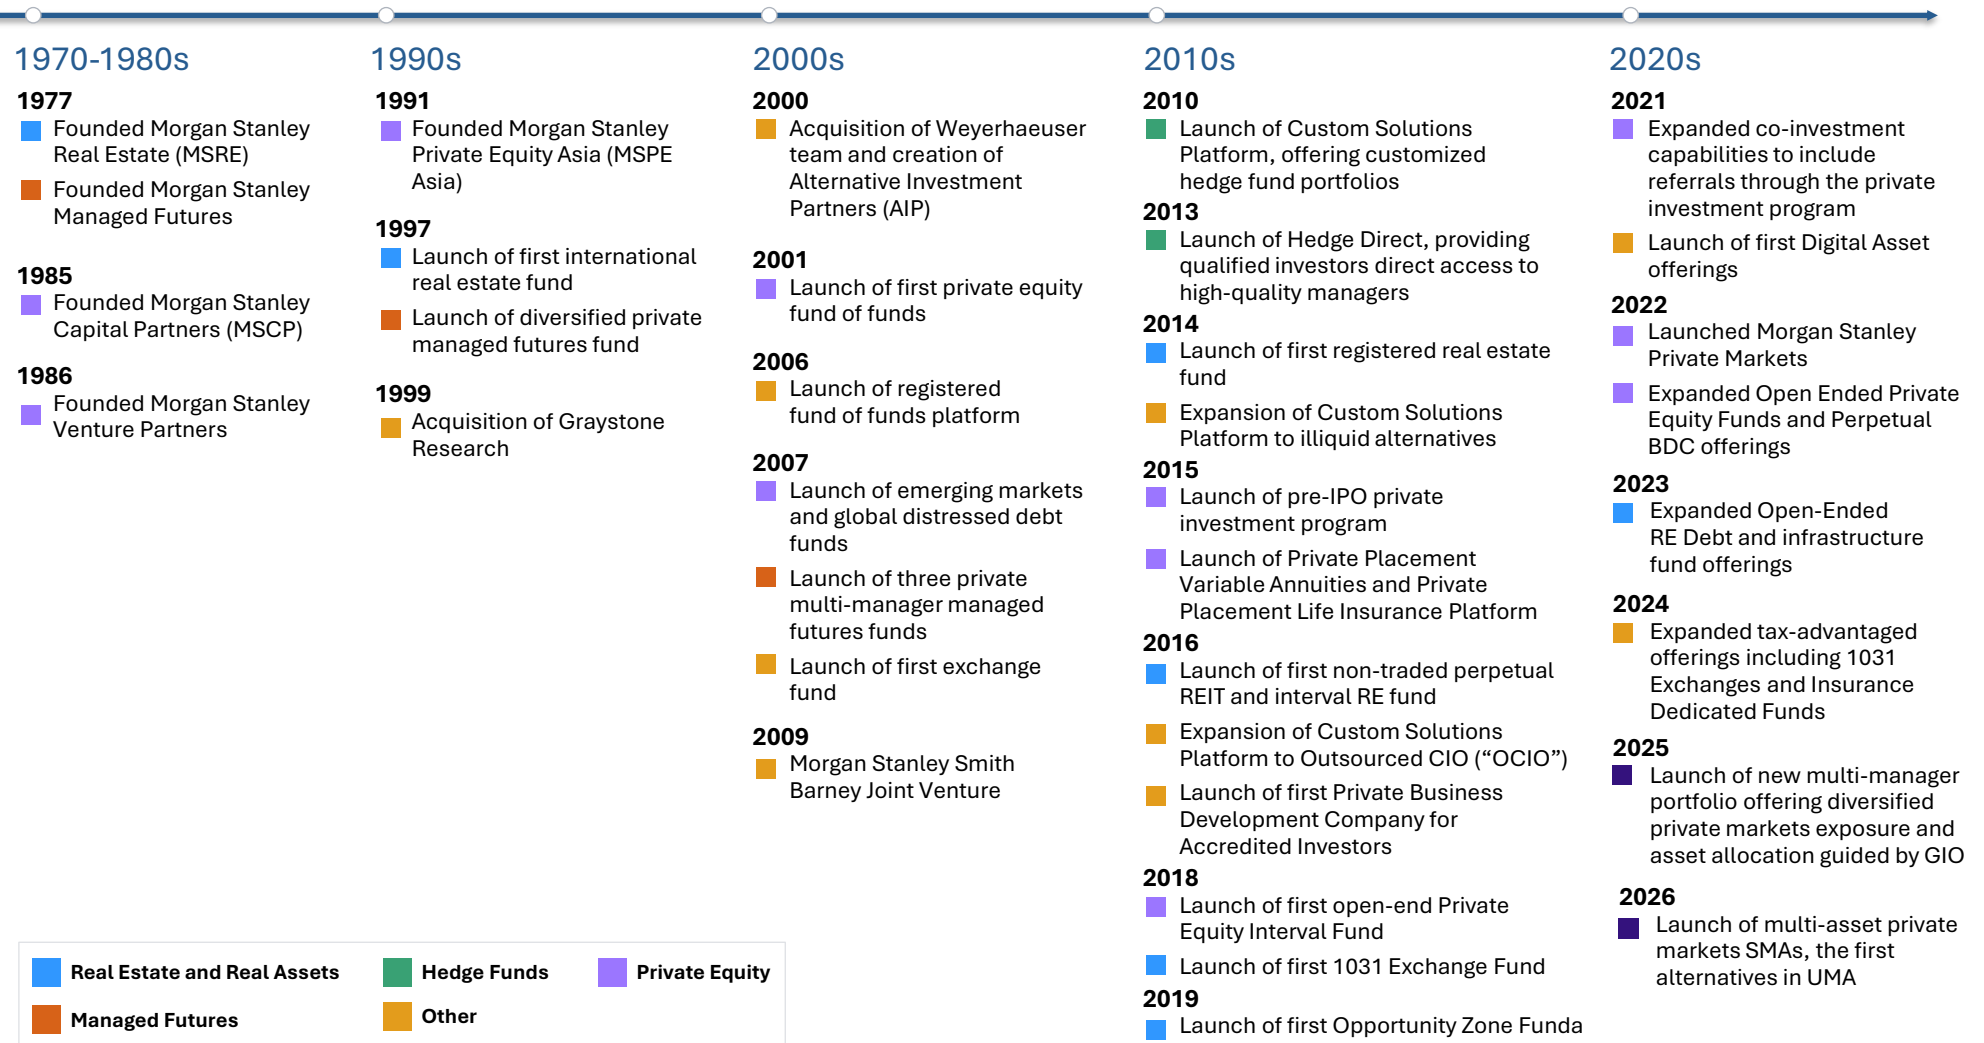 1970-1980s
1977
Founded Morgan Stanley
Real Estate (MSRE)
Founded Morgan Stanley
Managed Futures
1985
Founded Morgan Stanley
Capital Partners (MSCP)
1986
Founded Morgan Stanley
Venture Partners
1990s
1991
Founded Morgan Stanley
Private Equity Asia (MSPE
Asia)
1997
Launch of first international
real estate fund
Launch of diversified private
managed futures fund
1999
Acquisition of Graystone
Research
2000s
2000
Acquisition of Weyerhaeuser
team and creation of
Alternative Investment
Partners (AIP)
2001
Launch of first private equity
fund of funds
2006
Launch of registered
fund of funds platform
2007
Launch of emerging markets
and global distressed debt
funds
Launch of three private
multi-manager managed
futures funds
Launch of first exchange
fund
2009
Morgan Stanley Smith
Barney Joint Venture
2010s
2010
Launch of Custom Solutions
Platform, offering customized
hedge fund portfolios
2013
Launch of Hedge Direct, providing
qualified investors direct access to
high-quality managers
2014
Launch of first registered real estate
fund
Expansion of Custom Solutions
Platform to illiquid alternatives
2015
Launch of pre-IPO private
investment program
Launch of Private Placement
Variable Annuities and Private
Placement Life Insurance Platform
2016
Launch of first non-traded perpetual
REIT and interval RE fund
Expansion of Custom Solutions
Platform to Outsourced CIO (“OCIO”)
Launch of first Private Business
Development Company for
Accredited Investors
2018
Launch of first open-end Private
Equity Interval Fund
Launch of first 1031 Exchange Fund
2019
Launch of first Opportunity Zone Funda
2020s
2021
Expanded co-investment
capabilities to include
referrals through the private
investment program
Launch of first Digital Asset
offerings
2022
Launched Morgan Stanley
Private Markets
Expanded Open Ended Private
Equity Funds and Perpetual
BDC offerings
2023
Expanded Open-Ended
RE Debt and infrastructure
fund offerings
2024
Expanded tax-advantaged
offerings including 1031
Exchanges and Insurance
Dedicated Funds
2025
Launch of new multi-manager
portfolio offering diversified
private markets exposure and
asset allocation guided by GIO
2026
Launch of multi-asset private
markets SMAs, the first
alternatives in UMA
Real Estate and Real Assets
Hedge Funds
Private Equity
Managed Futures
Other